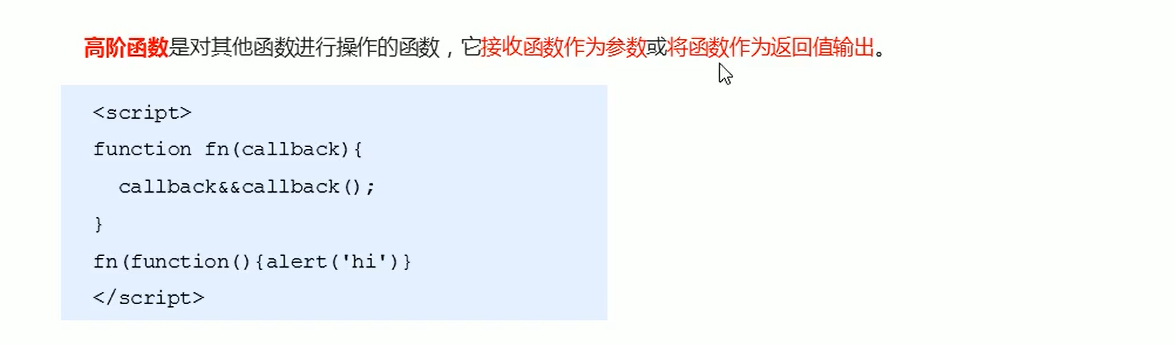 高阶函数是对其他函数进行操作的函数，它接收函数作为参数或将函数作为返回值输出。
<script>
function fn(callback){
  callback&&callback();
}
fn(function(){alert('hi')}
</script>